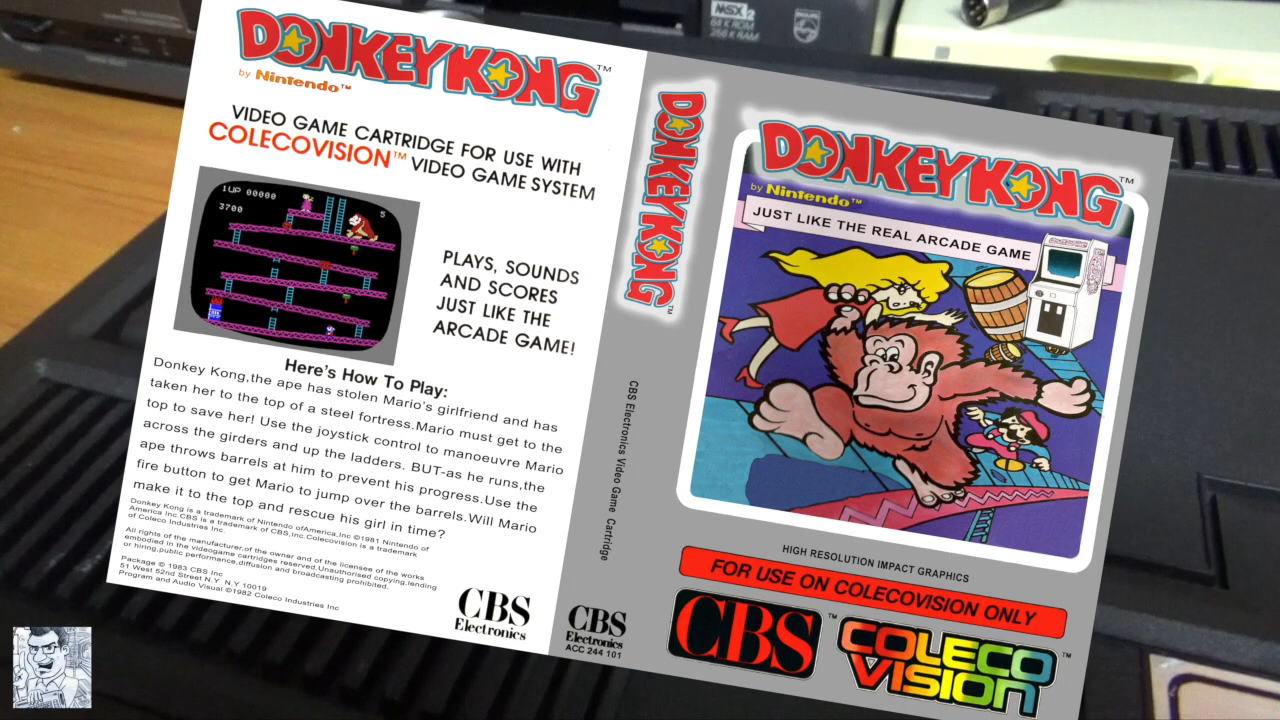 MSX2
64 K ROM
256 K RAM
PHILIPS
DONKEY KONG™
by Nintendo™
VIDEO GAME CARTRIDGE FOR USE WITH
COLECOVISION™ VIDEO GAME SYSTEM
1UP 00000
3700
5
PLAYS, SOUNDS
AND SCORES
JUST LIKE THE
ARCADE GAME!
Here's How To Play:
Donkey Kong,the ape has stolen Mario's girlfriend and has
taken her to the top of a steel fortress.Mario must get to the
top to save her! Use the joystick control to manoeuvre Mario
across the girders and up the ladders. BUT-as he runs,the
ape throws barrels at him to prevent his progress.Use the
fire button to get Mario to jump over the barrels.Will Mario
make it to the top and rescue his girl in time?
Donkey Kong is a trademark of Nintendo ofAmerica,Inc ©1981 Nintendo of
America Inc.CBS is a trademark of CBS,Inc.Colecovision is a trademark
of Coleco Industries Inc.
All rights of the manufacturer,of the owner and of the licensee of the works
embodied in the videogame cartridges reserved.Unauthorised copying,lending
or hiring,public performance,diffusion and broadcasting prohibited.
Package © 1983 CBS Inc
51 West 52nd Street N.Y N.Y 10019
Program and Audio Visual ©1982 Coleco Industries Inc
CBS
Electronics
DONKEY KONG™
CBS Electronics Video Game Cartridge
CBS
Electronics
ACC 244 101
DONKEY KONG™
by Nintendo™
JUST LIKE THE REAL ARCADE GAME
HIGH RESOLUTION IMPACT GRAPHICS
FOR USE ON COLECOVISION ONLY
CBS™
COLECO
VISION™